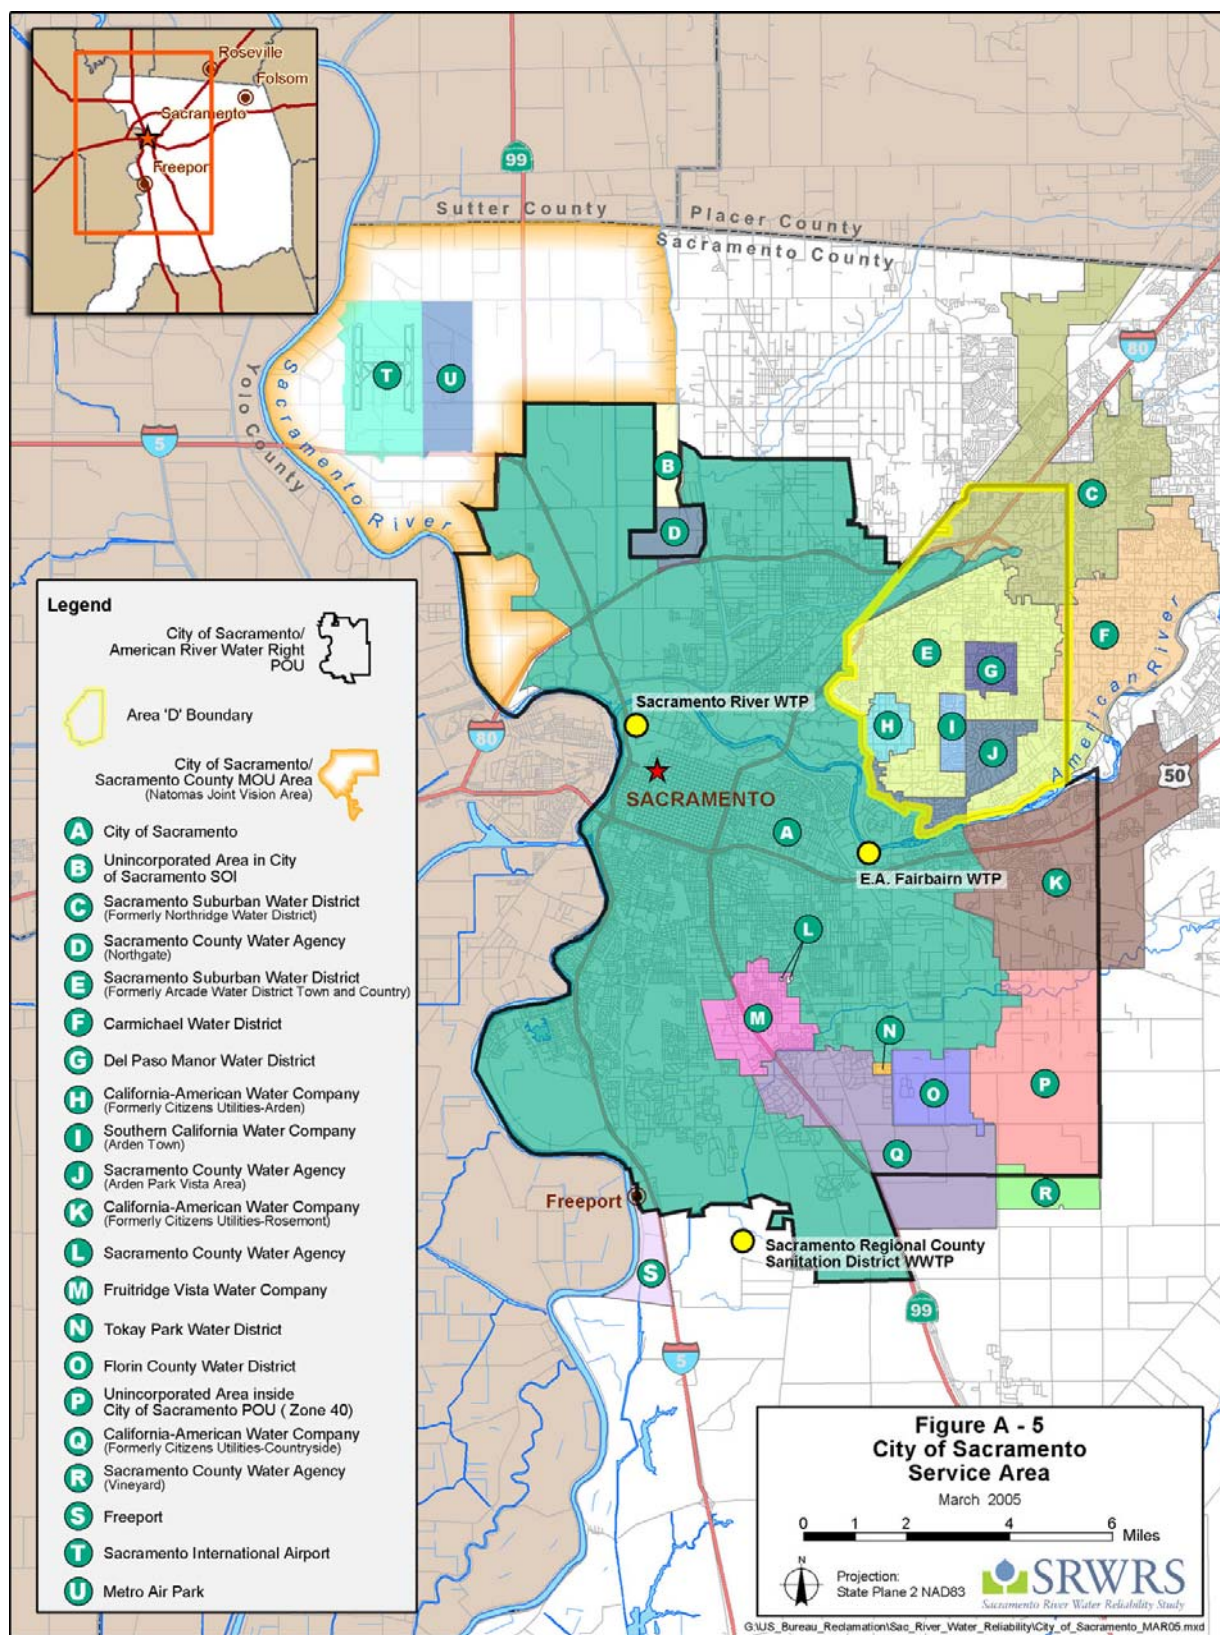 Roseville
Folsom
Sacramento
Freepor
99
Sutter County
Placer County
Sacramento County
80
T
U
Sacramento River
Yolo County
5
B
C
D
E
F
G
H
I
J
American River
Sacramento River WTP
80
SACRAMENTO
50
A
E.A. Fairbairn WTP
K
L
M
N
O
P
Q
R
Freeport
Sacramento Regional County
Sanitation District WWTP
S
99
5
Legend
City of Sacramento/
American River Water Right
POU
Area 'D' Boundary
City of Sacramento/
Sacramento County MOU Area
(Natomas Joint Vision Area)
A City of Sacramento
B Unincorporated Area in City
of Sacramento SOI
C Sacramento Suburban Water District
(Formerly Northridge Water District)
D Sacramento County Water Agency
(Northgate)
E Sacramento Suburban Water District
(Formerly Arcade Water District Town and Country)
F Carmichael Water District
G Del Paso Manor Water District
H California-American Water Company
(Formerly Citizens Utilities-Arden)
I Southern California Water Company
(Arden Town)
J Sacramento County Water Agency
(Arden Park Vista Area)
K California-American Water Company
(Formerly Citizens Utilities-Rosemont)
L Sacramento County Water Agency
M Fruitridge Vista Water Company
N Tokay Park Water District
O Florin County Water District
P Unincorporated Area inside
City of Sacramento POU ( Zone 40)
Q California-American Water Company
(Formerly Citizens Utilities-Countryside)
R Sacramento County Water Agency
(Vineyard)
S Freeport
T Sacramento International Airport
U Metro Air Park
Figure A - 5
City of Sacramento
Service Area
March 2005
0 1 2 4 6 Miles
N
Projection:
State Plane 2 NAD83
SRWRS
Sacramento River Water Reliability Study
G:\US_Bureau_Reclamation\Sac_River_Water_Reliability\City_of_Sacramento_MAR05.mxd